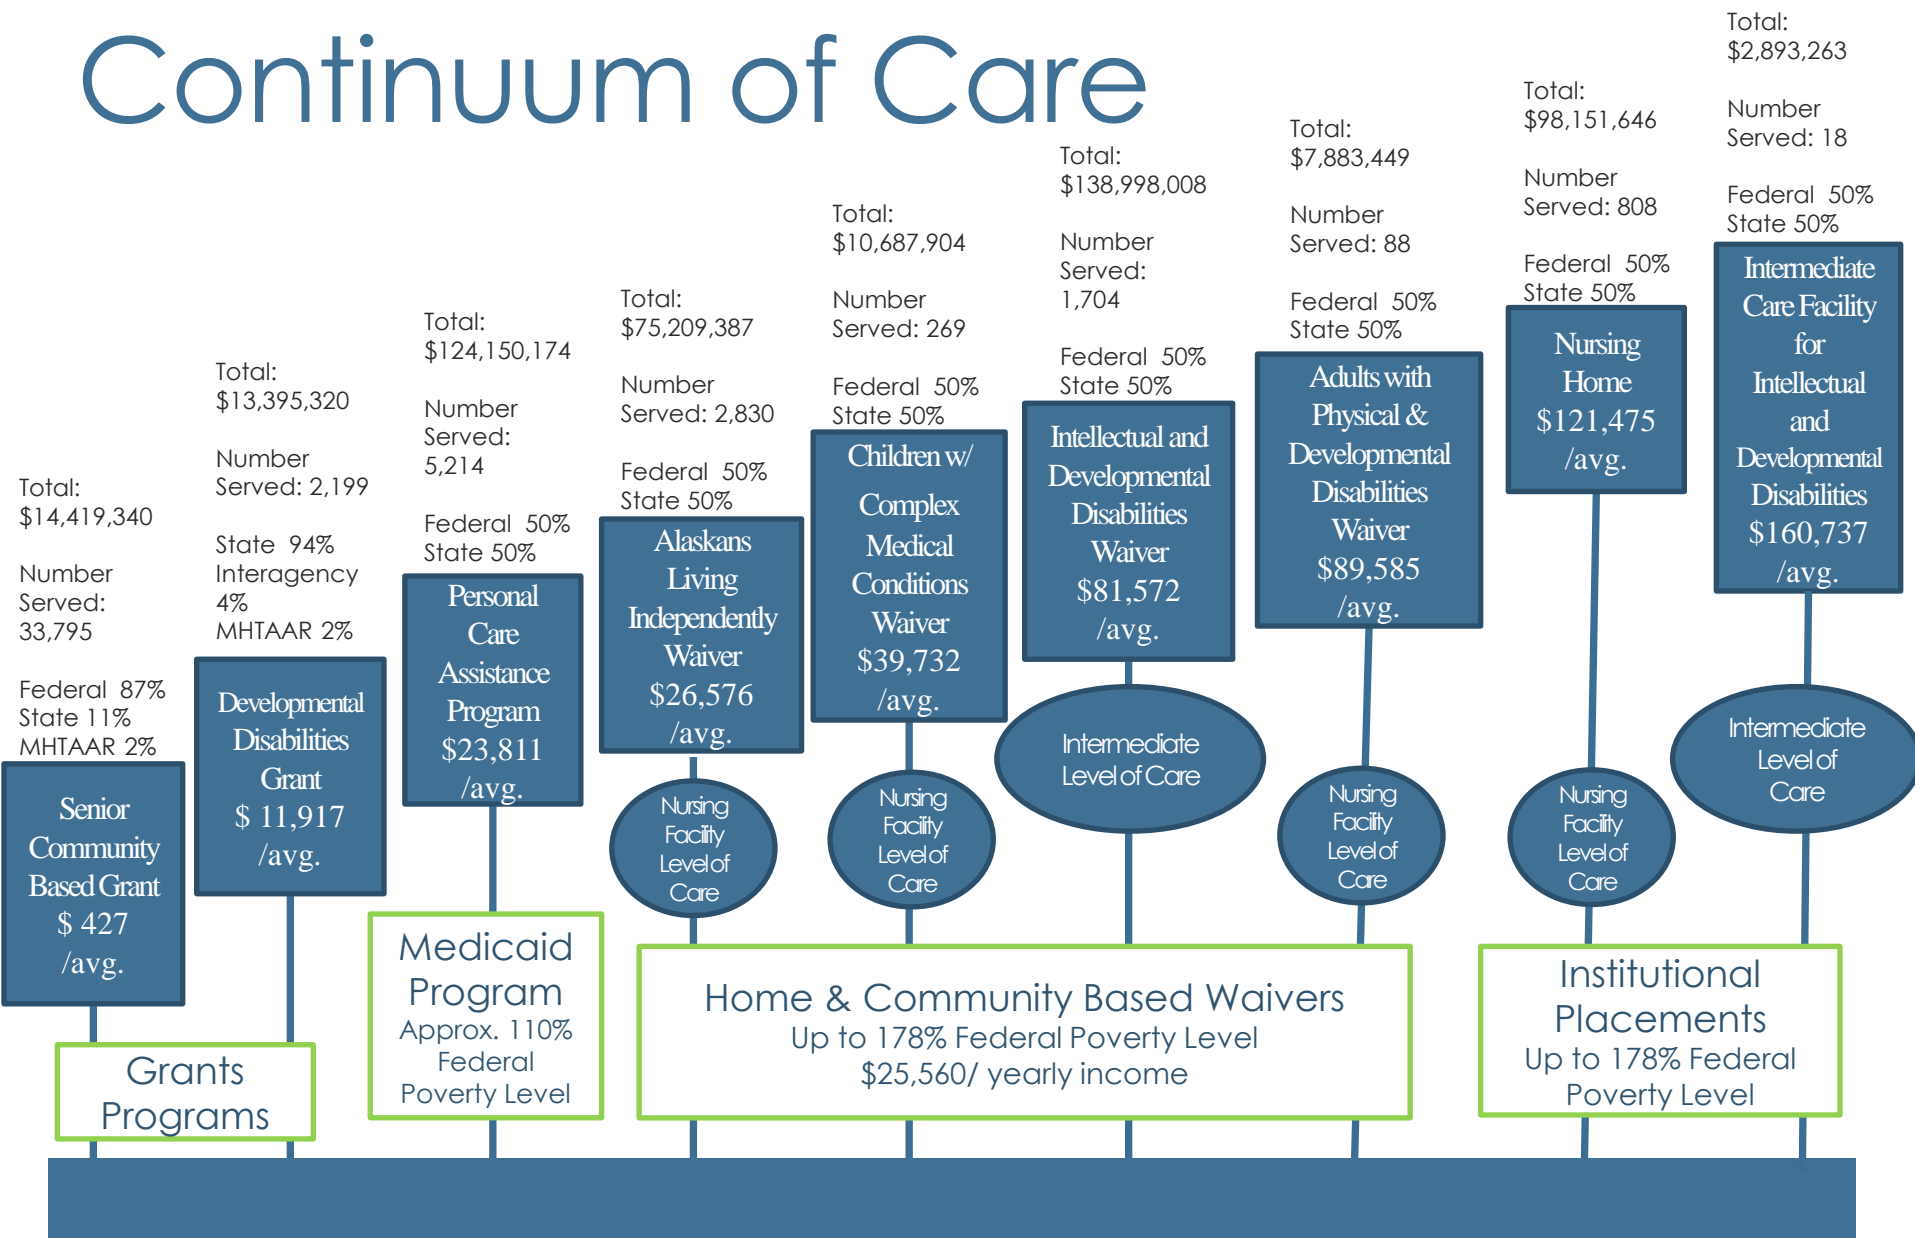 Continuum of Care
Total:
$14,419,340
Number
Served:
33,795
Federal 87%
State 11%
MHTAAR 2%
Senior
Community
Based Grant
$ 427
/avg.
Total:
$13,395,320
Number
Served: 2,199
State 94%
Interagency
4%
MHTAAR 2%
Developmental
Disabilities
Grant
$ 11,917
/avg.
Grants
Programs
Total:
$124,150,174
Number
Served:
5,214
Federal 50%
State 50%
Personal
Care
Assistance
Program
$23,811
/avg.
Medicaid
Program
Approx. 110%
Federal
Poverty Level
Total:
$75,209,387
Number
Served: 2,830
Federal 50%
State 50%
Alaskans
Living
Independently
Waiver
$26,576
/avg.
Nursing
Facility
Level of
Care
Total:
$10,687,904
Number
Served: 269
Federal 50%
State 50%
Children w/
Complex
Medical
Conditions
Waiver
$39,732
/avg.
Nursing
Facility
Level of
Care
Total:
$138,998,008
Number
Served:
1,704
Federal 50%
State 50%
Intellectual and
Developmental
Disabilities
Waiver
$81,572
/avg.
Intermediate
Level of Care
Total:
$7,883,449
Number
Served: 88
Federal 50%
State 50%
Adults with
Physical &
Developmental
Disabilities
Waiver
$89,585
/avg.
Nursing
Facility
Level of
Care
Home & Community Based Waivers
Up to 178% Federal Poverty Level
$25,560/ yearly income
Total:
$98,151,646
Number
Served: 808
Federal 50%
State 50%
Nursing
Home
$121,475
/avg.
Nursing
Facility
Level of
Care
Total:
$2,893,263
Number
Served: 18
Federal 50%
State 50%
Intermediate
Care Facility
for
Intellectual
and
Developmental
Disabilities
$160,737
/avg.
Intermediate
Level of
Care
Institutional
Placements
Up to 178% Federal
Poverty Level